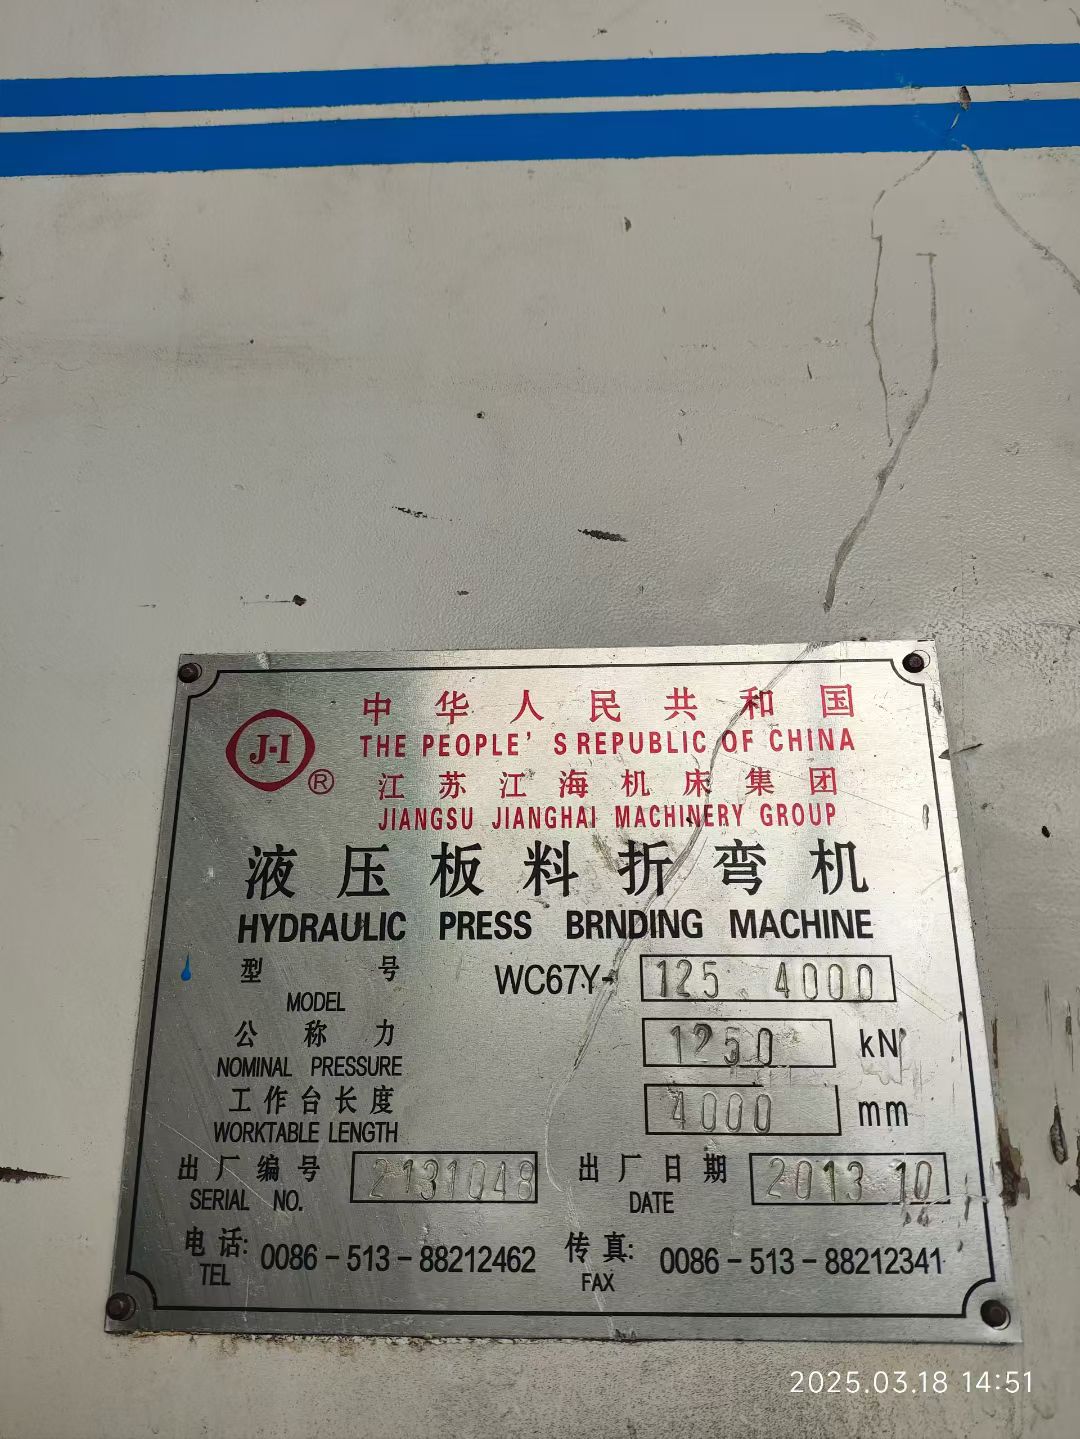 中华人民共和国
THE PEOPLE'S REPUBLIC OF CHINA
J-I ®
江苏江海机床集团
JIANGSU JIANGHAI MACHINERY GROUP
液压板料折弯机
HYDRAULIC PRESS BRNDING MACHINE
型号 WC67Y- 125.4000
MODEL
公称力 1250 kN
NOMINAL PRESSURE
工作台长度 4000 mm
WORKTABLE LENGTH
出厂编号 2131048 出厂日期 2013 10
SERIAL NO. DATE
电话: 0086-513-88212462 传真: 0086-513-88212341
TEL FAX
2025.03.18 14:51